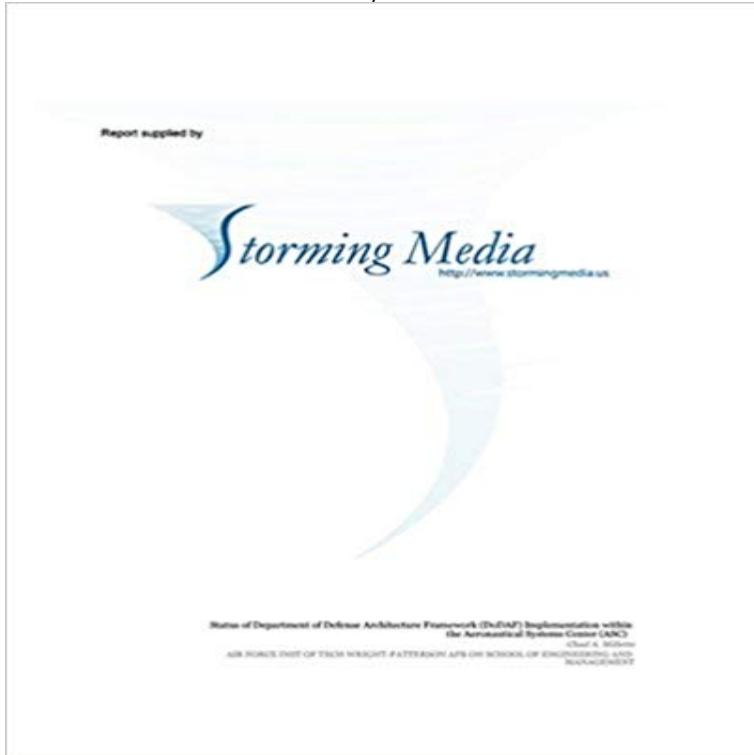 Report supplied by
Storming Media
http://www.stormingmedia.us
Status of Department of Defense Architecture Framework (DoDAF) Implementation within
the Aeronautical Systems Center (ASC)
Chad A. Millette
AIR FORCE INST OF TECH WRIGHT-PATTERSON AFB OH SCHOOL OF ENGINEERING AND
MANAGEMENT